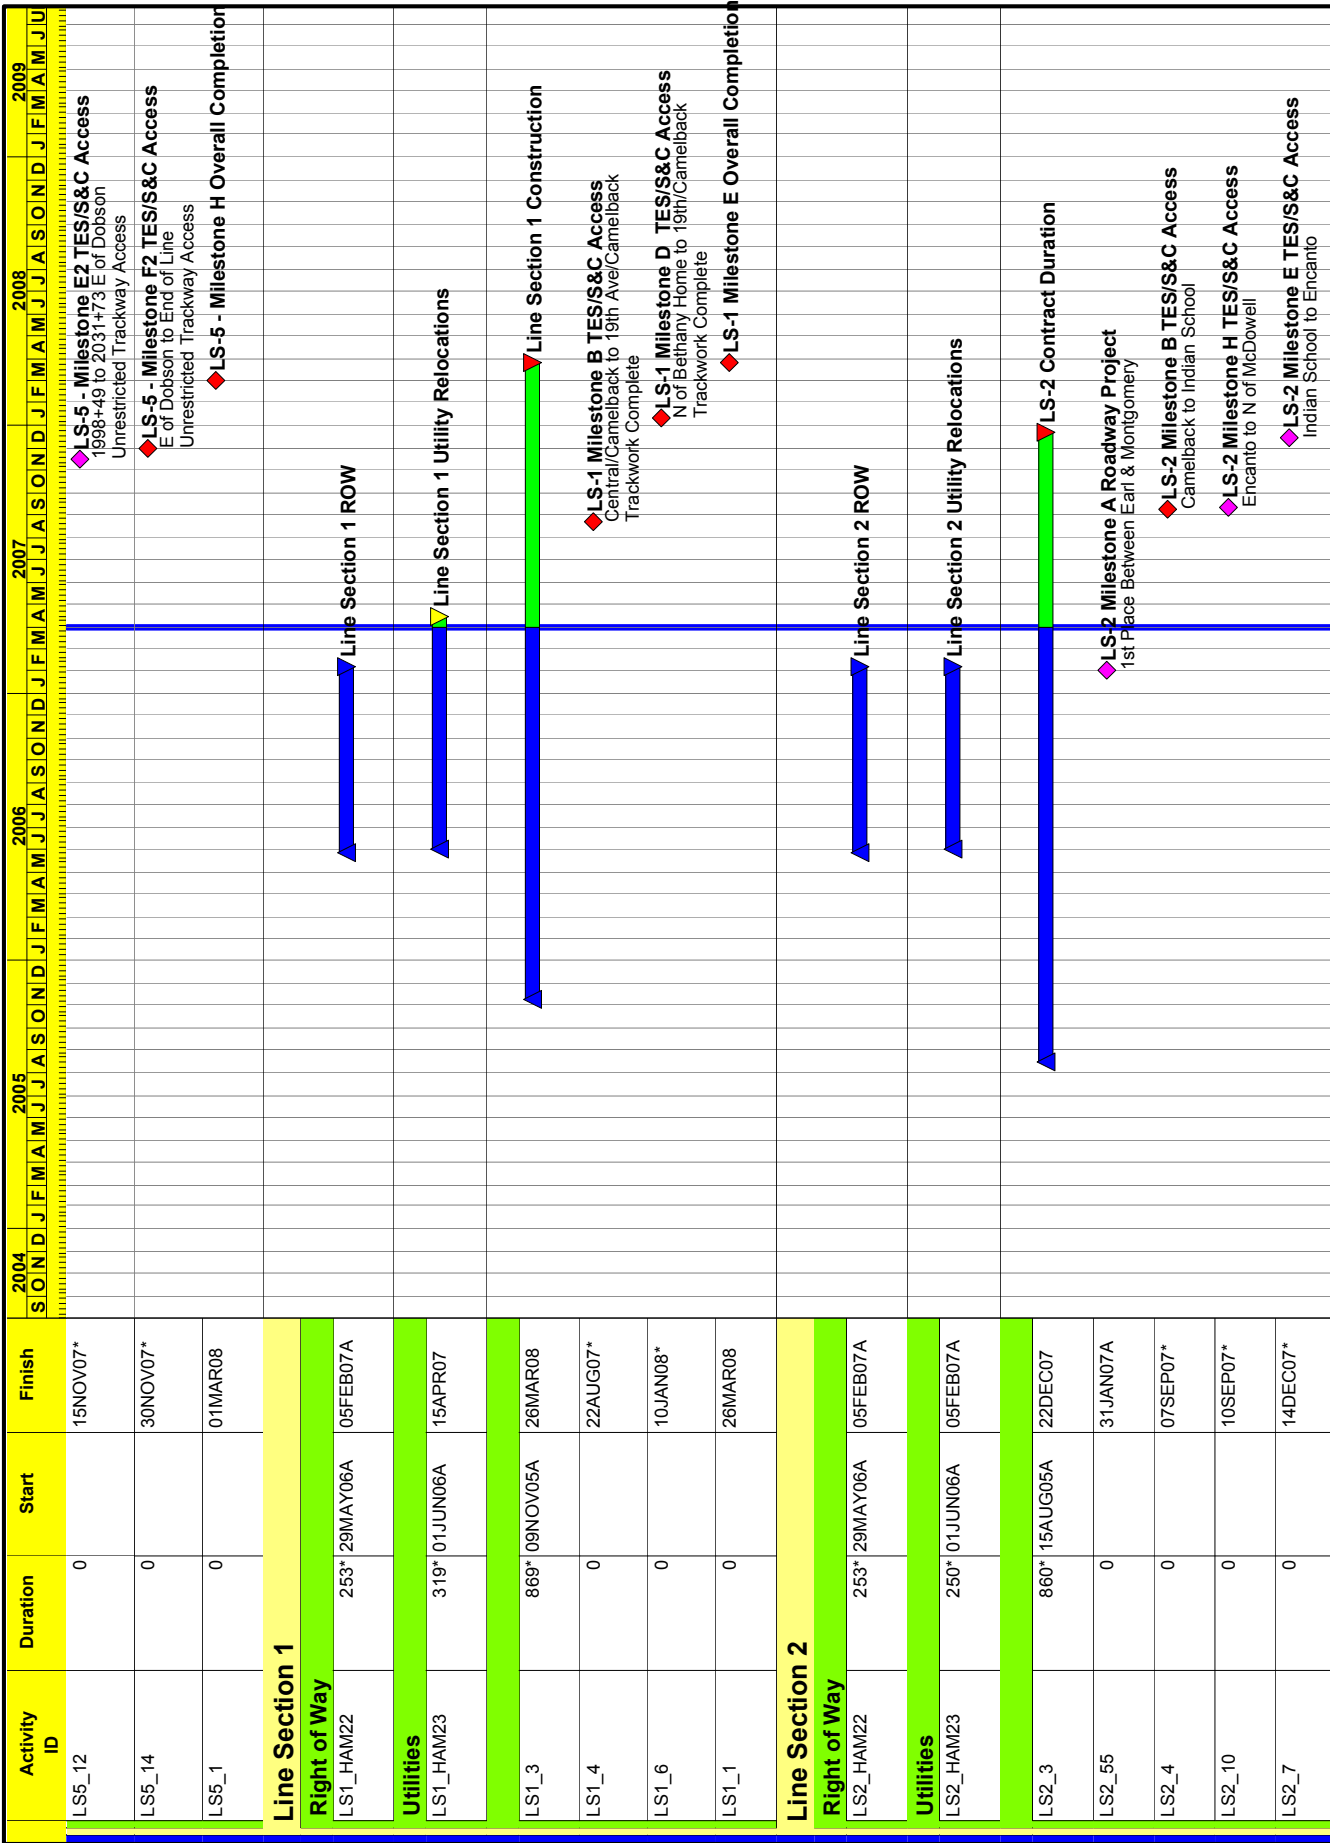 Activity ID Duration Start Finish
2004 2005 2006 2007 2008 2009
S O N D J F M A M J J A S O N D J F M A M J J A S O N D J F M A M J J A S O N D J F M A M J J A S O N D J F M A M J U
LS5_12 0 15NOV07*
LS-5 - Milestone E2 TES/S&C Access
1998+49 to 2031+73 E of Dobson
Unrestricted Trackway Access
LS5_14 0 30NOV07*
LS-5 - Milestone F2 TES/S&C Access
E of Dobson to End of Line
Unrestricted Trackway Access
LS5_1 0 01MAR08
LS-5 - Milestone H Overall Completion
Line Section 1
Right of Way
LS1_HAM22 253* 29MAY06A 05FEB07A
Line Section 1 ROW
Utilities
LS1_HAM23 319* 01JUN06A 15APR07
Line Section 1 Utility Relocations
LS1_3 869* 09NOV05A 26MAR08
Line Section 1 Construction
LS1_4 0 22AUG07*
LS-1 Milestone B TES/S&C Access
Central/Camelback to 19th Ave/Camelback
Trackwork Complete
LS1_6 0 10JAN08*
LS-1 Milestone D TES/S&C Access
N of Bethany Home to 19th/Camelback
Trackwork Complete
LS1_1 0 26MAR08
LS-1 Milestone E Overall Completion
Line Section 2
Right of Way
LS2_HAM22 253* 29MAY06A 05FEB07A
Line Section 2 ROW
Utilities
LS2_HAM23 250* 01JUN06A 05FEB07A
Line Section 2 Utility Relocations
LS2_3 860* 15AUG05A 22DEC07
LS-2 Contract Duration
LS2_55 0 31JAN07A
LS-2 Milestone A Roadway Project
1st Place Between Earl & Montgomery
LS2_4 0 07SEP07*
LS-2 Milestone B TES/S&C Access
Camelback to Indian School
LS2_10 0 10SEP07*
LS-2 Milestone H TES/S&C Access
Encanto to N of McDowell
LS2_7 0 14DEC07*
LS-2 Milestone E TES/S&C Access
Indian School to Encanto